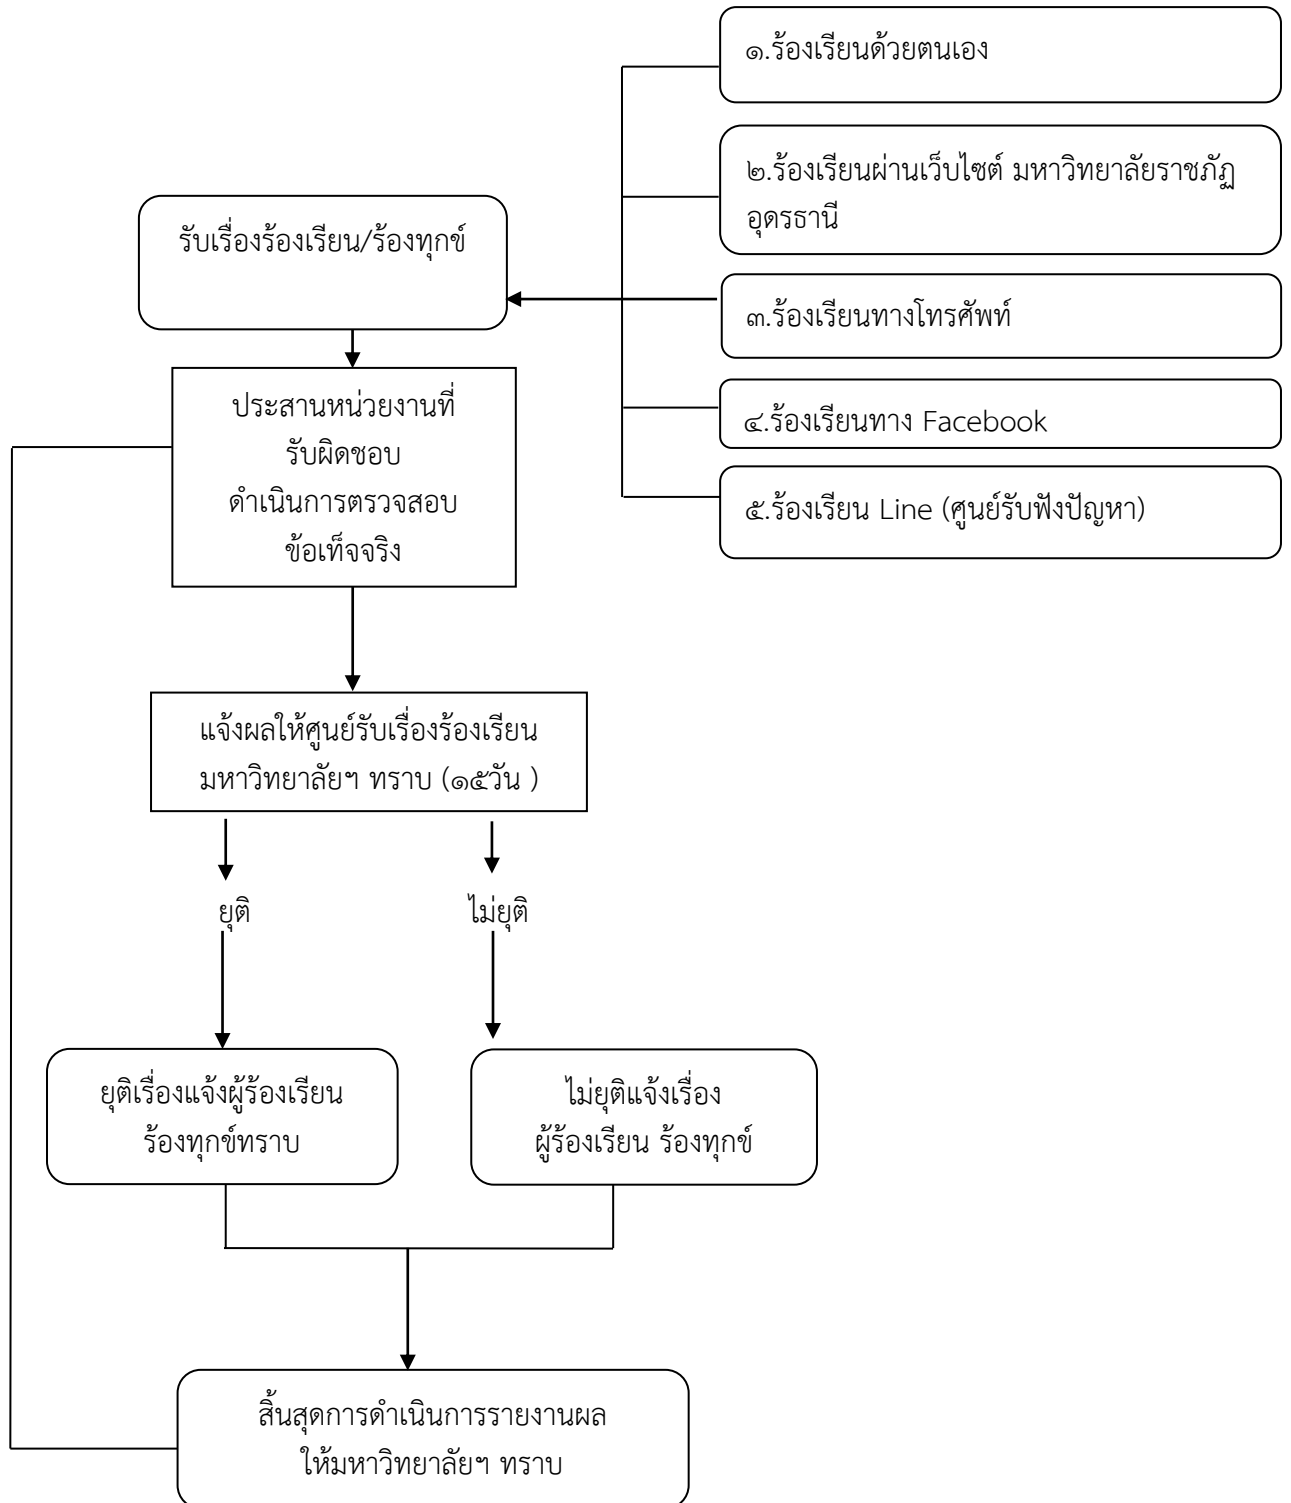 ๑.ร้องเรียนด้วยตนเอง
๒.ร้องเรียนผ่านเว็บไซต์ มหาวิทยาลัยราชภัฏ
อุดรธานี
รับเรื่องร้องเรียน/ร้องทุกข์
๓.ร้องเรียนทางโทรศัพท์
๔.ร้องเรียนทาง Facebook
๕.ร้องเรียน Line (ศูนย์รับฟังปัญหา)
ประสานหน่วยงานที่
รับผิดชอบ
ดำเนินการตรวจสอบ
ข้อเท็จจริง
แจ้งผลให้ศูนย์รับเรื่องร้องเรียน
มหาวิทยาลัยฯ ทราบ (๑๕วัน )
ยุติ
ไม่ยุติ
ยุติเรื่องแจ้งผู้ร้องเรียน
ร้องทุกข์ทราบ
ไม่ยุติแจ้งเรื่อง
ผู้ร้องเรียน ร้องทุกข์
สิ้นสุดการดำเนินการรายงานผล
ให้มหาวิทยาลัยฯ ทราบ